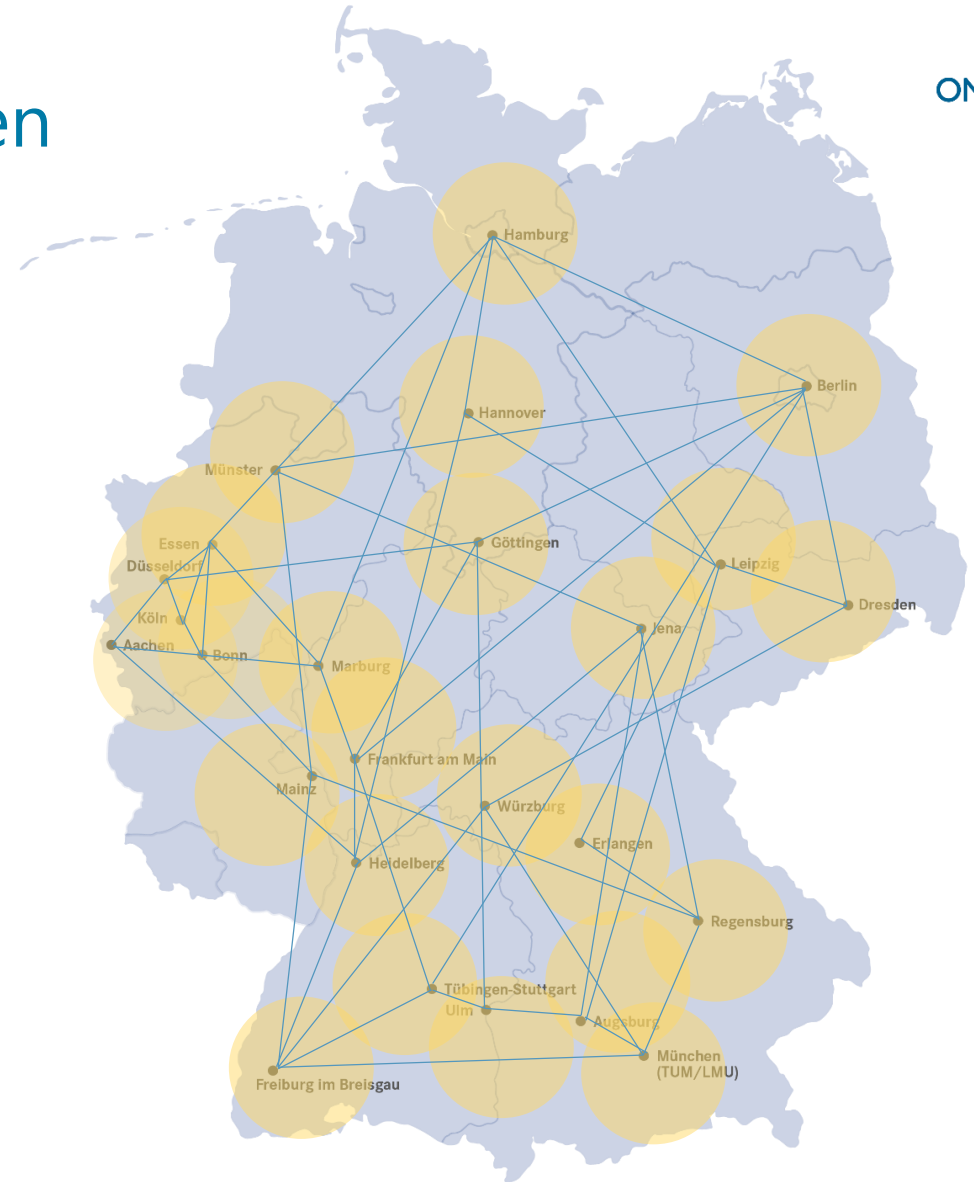 en
ON
Hamburg
Berlin
Hannover
Münster
Essen
Göttingen
Düsseldorf
Leipzig
Köln
Dresden
Jena
Aachen
Bonn
Marburg
Frankfurt am Main
Mainz
Würzburg
Erlangen
Heidelberg
Regensburg
Tübingen-Stuttgart
Ulm
Augsburg
München
(TUM/LMU)
Freiburg im Breisgau